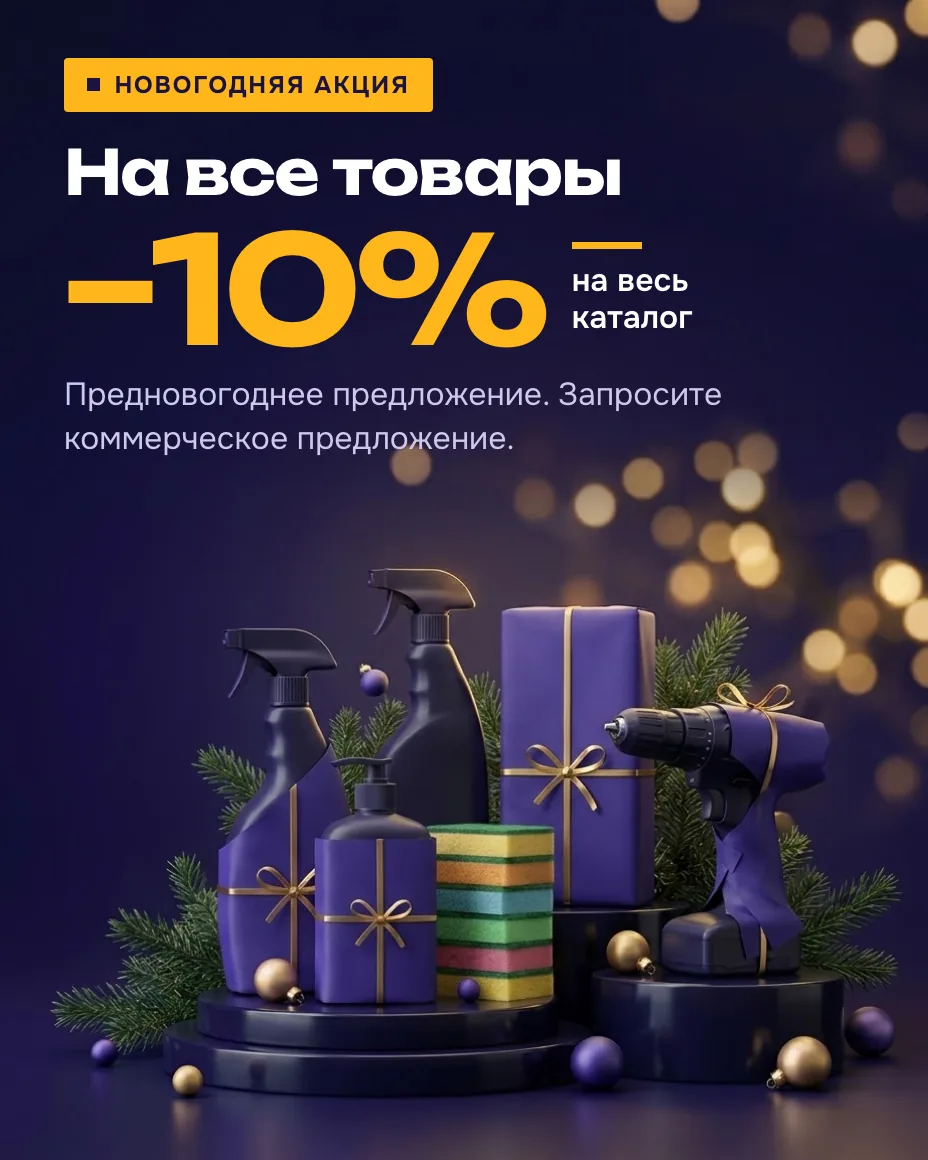 НОВОГОДНЯЯ АКЦИЯ
На все товары
–10%
на весь
каталог
Предновогоднее предложение. Запросите
коммерческое предложение.